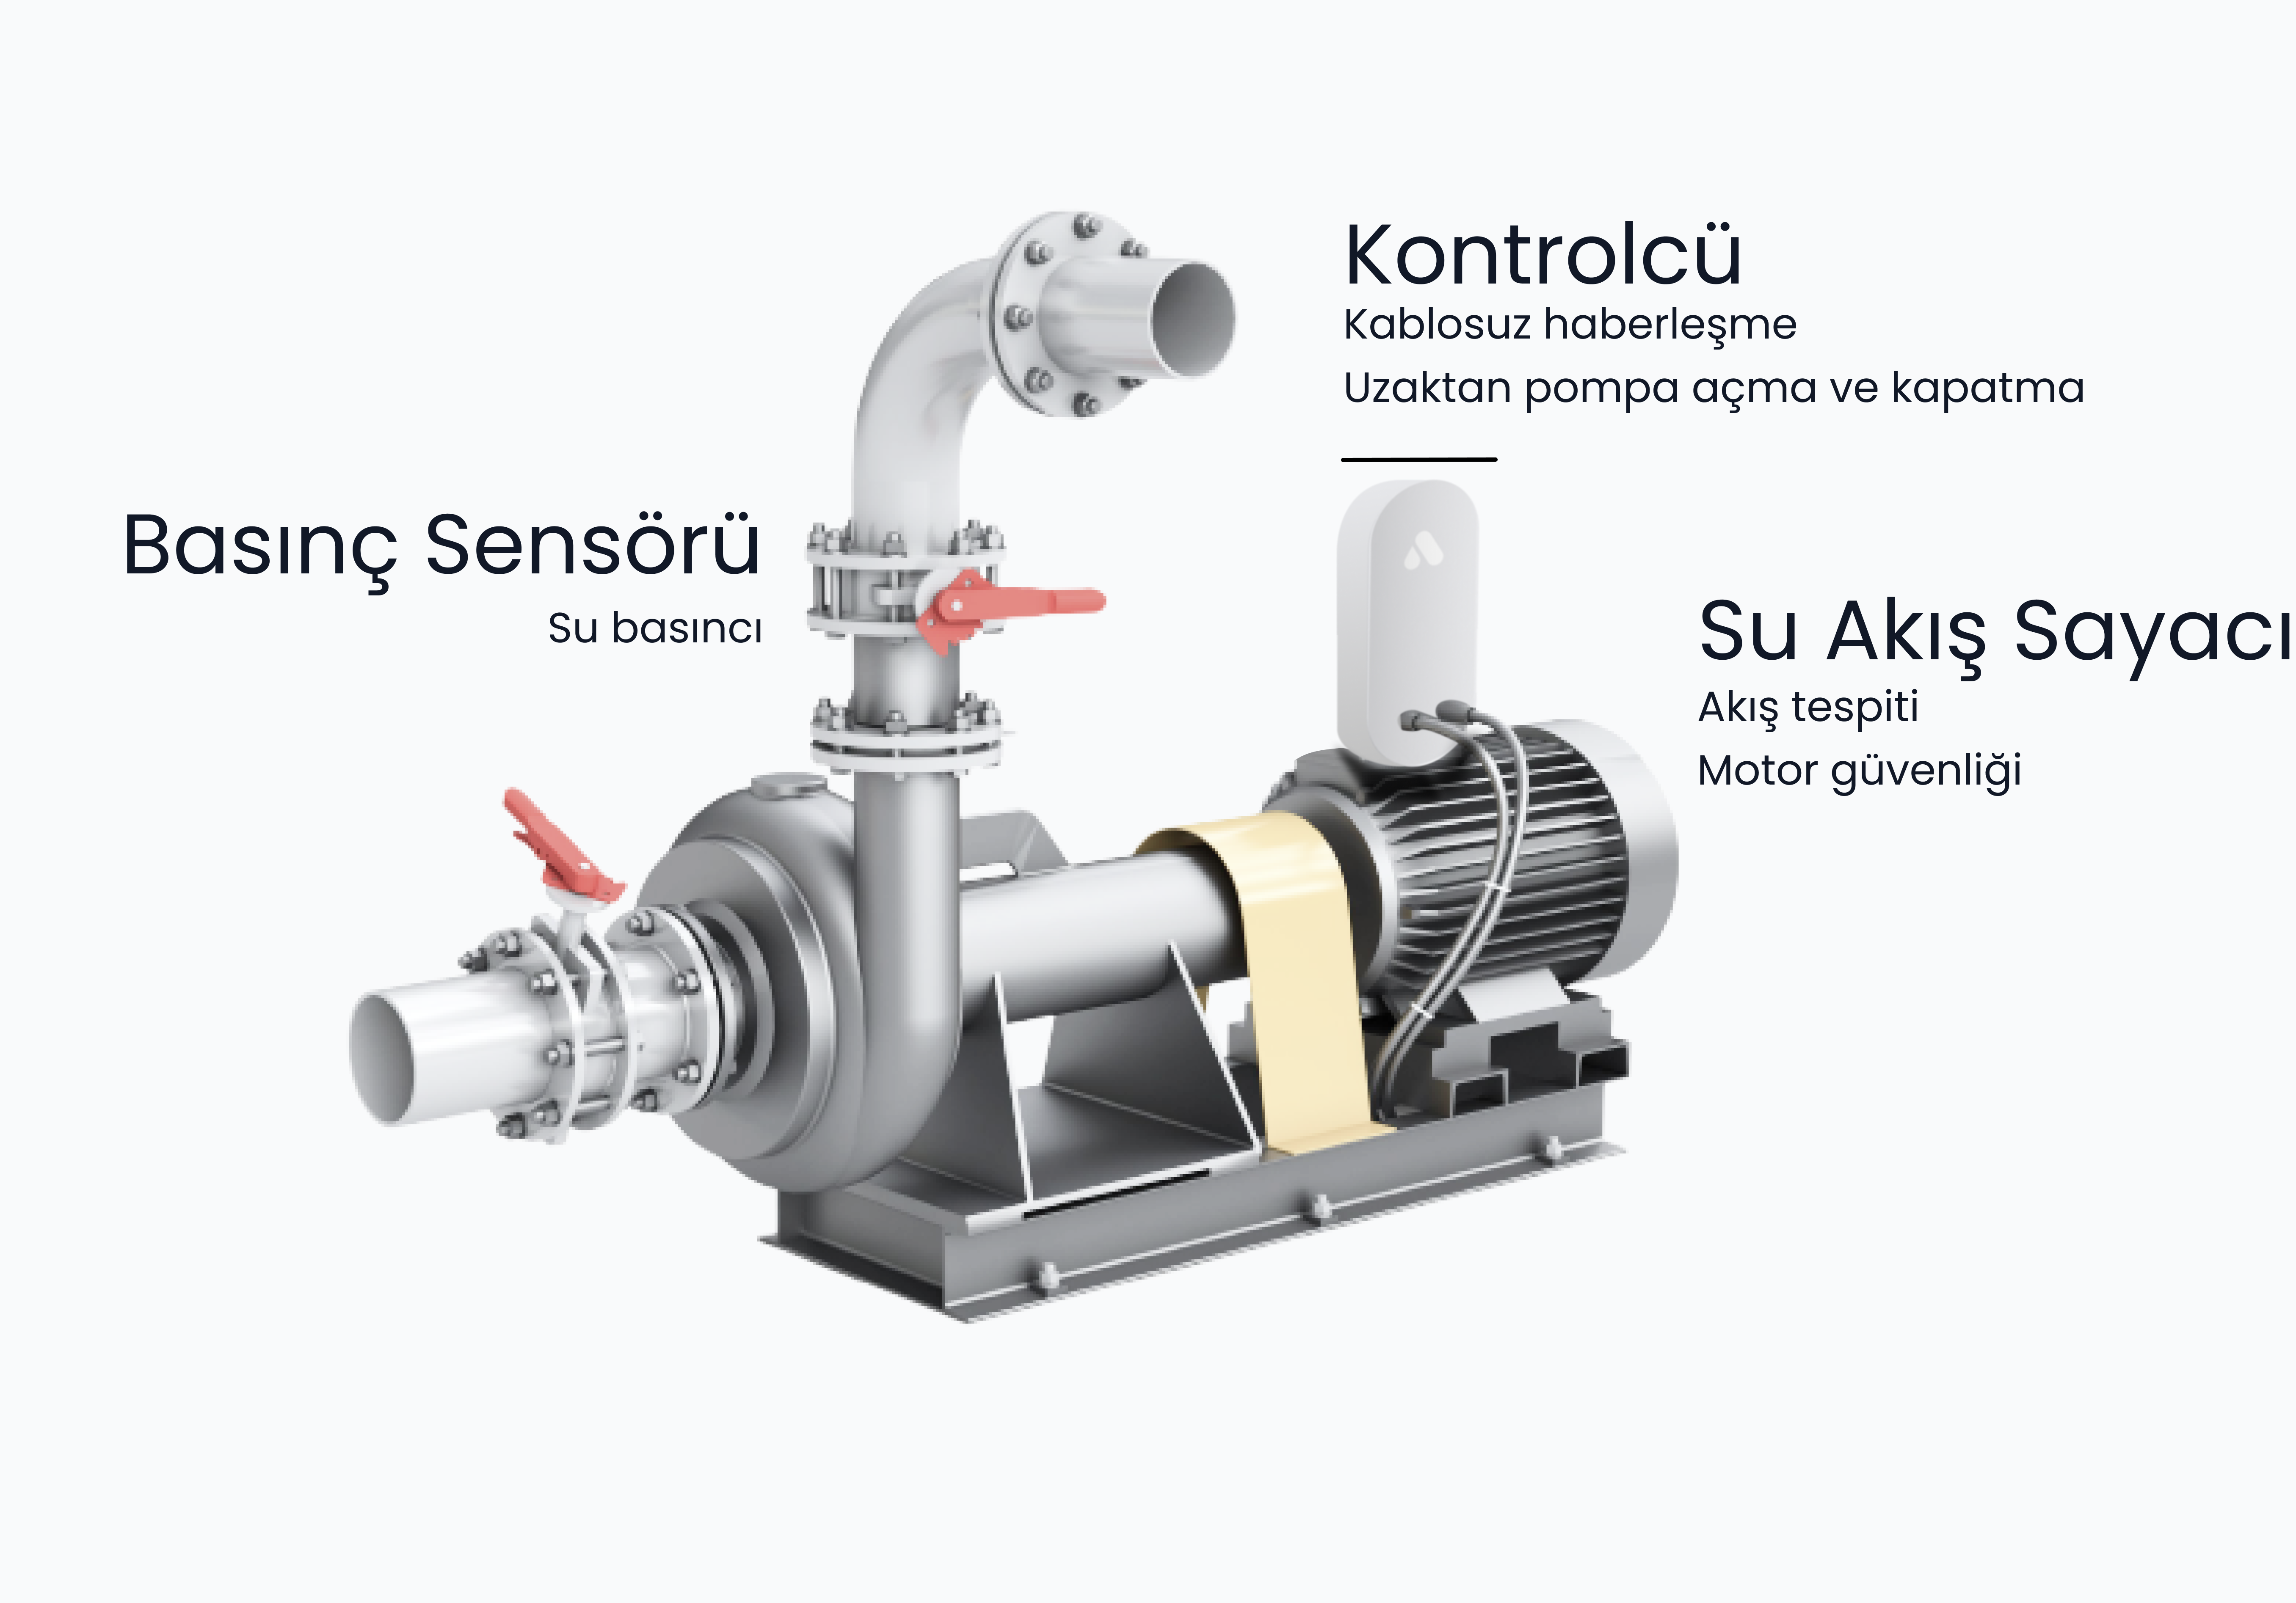 Kontrolcü
Kablosuz haberleşme
Uzaktan pompa açma ve kapatma
Basınç Sensörü
Su basıncı
Su Akış Sayacı
Akış tespiti
Motor güvenliği